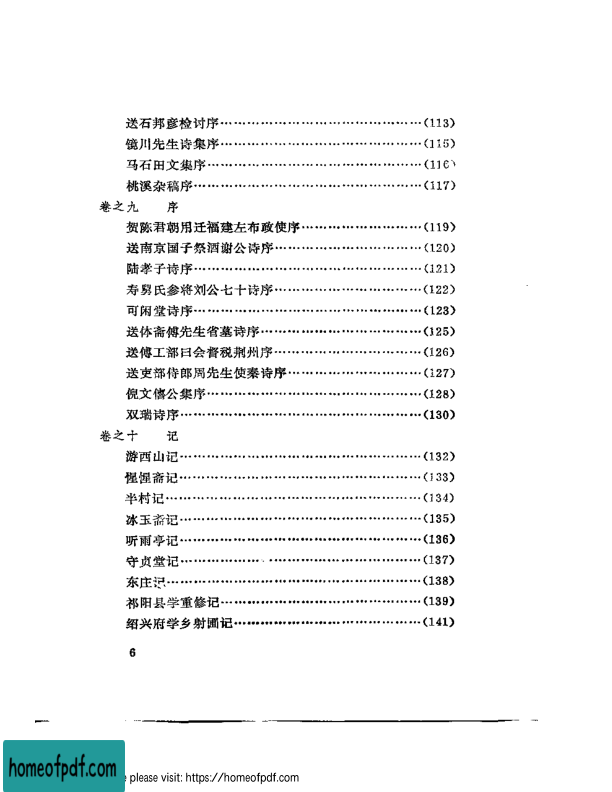 送石邦彦检讨序……………………………………(113)
镜川先生诗集序……………………………………(115)
马石田文集序……………………………………(116)
桃溪杂稿序……………………………………(117)
卷之九 序
贺陈君朝用迁福建左布政使序……………………(119)
送南京国子祭酒谢公诗序……………………(120)
陆孝子诗序……………………………………(121)
寿舅氏参将刘公七十诗序……………………(122)
可闲堂诗序……………………………………(123)
送体斋傅先生省墓诗序……………………(125)
送傅工部曰会督税荆州序……………………(126)
送吏部侍郎周先生使秦诗序……………………(127)
倪文僖公集序……………………………………(128)
双瑞诗序……………………………………(130)
卷之十 记
游西山记……………………………………(132)
惺惺斋记……………………………………(133)
半村记……………………………………(134)
冰玉斋记……………………………………(135)
听雨亭记……………………………………(136)
守贞堂记……………………………………(137)
东庄记……………………………………(138)
祁阳县学重修记……………………………………(139)
绍兴府学乡射圃记……………………………………(141)
6
homeofpdf.com
please visit: https://homeofpdf.com